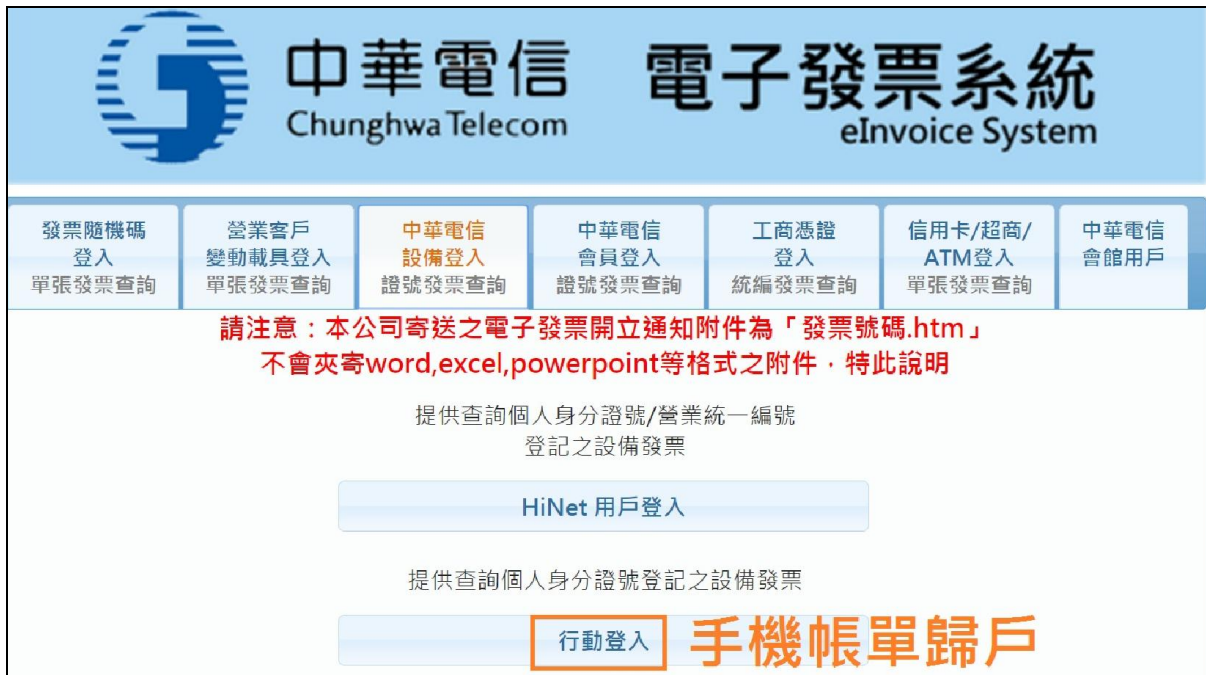 中華電信 電子發票系統
Chunghwa Telecom eInvoice System
發票隨機碼
登入
單張發票查詢
營業客戶
變動載具登入
單張發票查詢
中華電信
設備登入
證號發票查詢
中華電信
會員登入
證號發票查詢
工商憑證
登入
統編發票查詢
信用卡/超商/
ATM登入
單張發票查詢
中華電信
會館用戶
請注意：本公司寄送之電子發票開立通知附件為「發票號碼.htm」
不會夾寄word,excel,powerpoint等格式之附件，特此說明
提供查詢個人身分證號/營業統一編號
登記之設備發票
HiNet 用戶登入
提供查詢個人身分證號登記之設備發票
行動登入 手機帳單歸戶